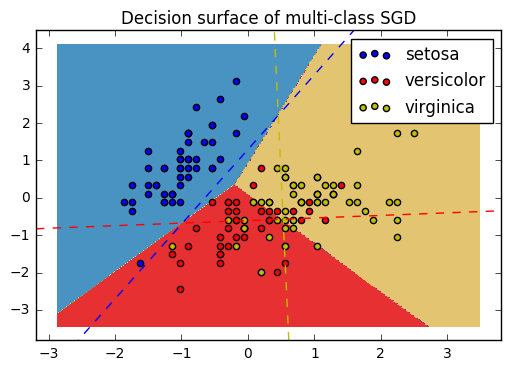 Decision surface of multi-class SGD
setosa
versicolor
virginica
4
3
2
1
0
−1
−2
−3
−3 −2 −1 0 1 2 3